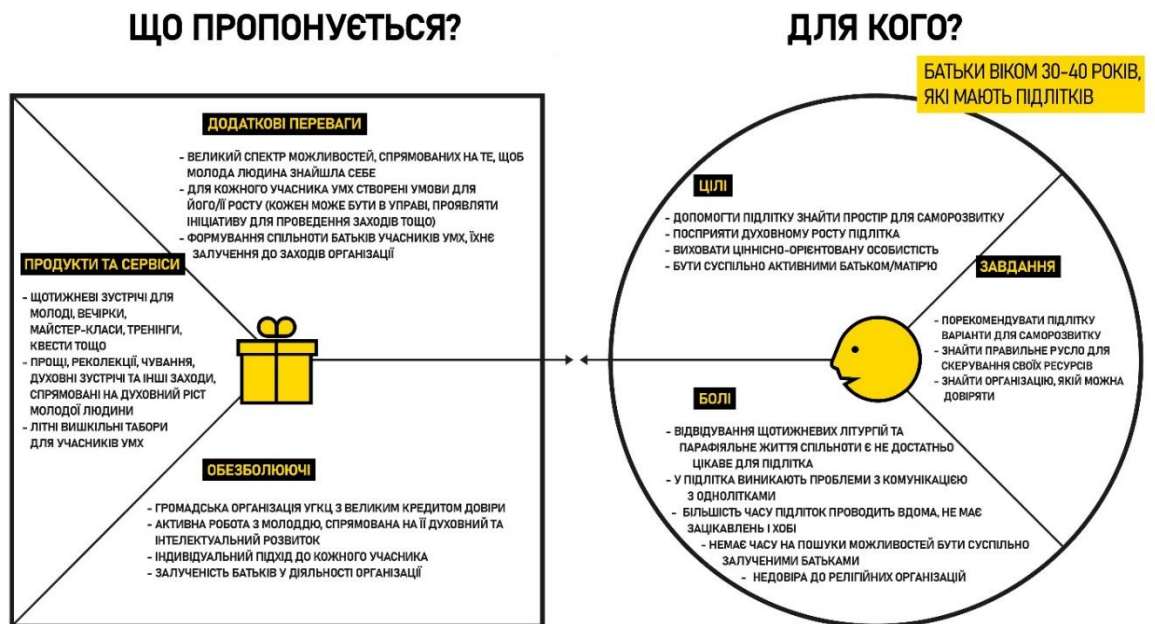 ЩО ПРОПОНУЄТЬСЯ?
ДОДАТКОВІ ПЕРЕВАГИ
- ВЕЛИКИЙ СПЕКТР МОЖЛИВОСТЕЙ, СПРЯМОВАНИХ НА ТЕ, ЩОБ
МОЛОДА ЛЮДИНА ЗНАЙШЛА СЕБЕ
- ДЛЯ КОЖНОГО УЧАСНИКА УМХ СТВОРЕНІ УМОВИ ДЛЯ
ЙОГО/ЇЇ РОСТУ (КОЖЕН МОЖЕ БУТИ В УПРАВІ, ПРОЯВЛЯТИ
ІНІЦІАТИВУ ДЛЯ ПРОВЕДЕННЯ ЗАХОДІВ ТОЩО)
- ФОРМУВАННЯ СПІЛЬНОТИ БАТЬКІВ УЧАСНИКІВ УМХ, ЇХНЄ
ЗАЛУЧЕННЯ ДО ЗАХОДІВ ОРГАНІЗАЦІЇ
ПРОДУКТИ ТА СЕРВІСИ
- ЩОТИЖНЕВІ ЗУСТРІЧІ ДЛЯ
МОЛОДІ, ВЕЧІРКИ,
МАЙСТЕР-КЛАСИ, ТРЕНІНГИ,
КВЕСТИ ТОЩО
- ПРОЩІ, РЕКОЛЕКЦІЇ, ЧУВАННЯ,
ДУХОВНІ ЗУСТРІЧІ ТА ІНШІ ЗАХОДИ,
СПРЯМОВАНІ НА ДУХОВНИЙ РІСТ
МОЛОДОЇ ЛЮДИНИ
- ЛІТНІ ВИШКІЛЬНІ ТАБОРИ
ДЛЯ УЧАСНИКІВ УМХ
ОБЕЗБОЛЮЮЧІ
- ГРОМАДСЬКА ОРГАНІЗАЦІЯ УГКЦ З ВЕЛИКИМ КРЕДИТОМ ДОВІРИ
- АКТИВНА РОБОТА З МОЛОДДЮ, СПРЯМОВАНА НА ЇЇ ДУХОВНИЙ ТА
ІНТЕЛЕКТУАЛЬНИЙ РОЗВИТОК
- ІНДИВІДУАЛЬНИЙ ПІДХІД ДО КОЖНОГО УЧАСНИКА
- ЗАЛУЧЕНІСТЬ БАТЬКІВ У ДІЯЛЬНОСТІ ОРГАНІЗАЦІЇ
ДЛЯ КОГО?
БАТЬКИ ВІКОМ 30-40 РОКІВ,
ЯКІ МАЮТЬ ПІДЛІТКІВ
ЦІЛІ
- ДОПОМОГТИ ПІДЛІТКУ ЗНАЙТИ ПРОСТІР ДЛЯ САМОРОЗВИТКУ
- ПОСПРИЯТИ ДУХОВНОМУ РОСТУ ПІДЛІТКА
- ВИХОВАТИ ЦІННІСНО-ОРІЄНТОВАНУ ОСОБИСТІСТЬ
- БУТИ СУСПІЛЬНО АКТИВНИМИ БАТЬКОМ/МАТІР'Ю
ЗАВДАННЯ
- ПОРЕКОМЕНДУВАТИ ПІДЛІТКУ
ВАРІАНТИ ДЛЯ САМОРОЗВИТКУ
- ЗНАЙТИ ПРАВИЛЬНЕ РУСЛО ДЛЯ
СКЕРУВАННЯ СВОЇХ РЕСУРСІВ
- ЗНАЙТИ ОРГАНІЗАЦІЮ, ЯКІЙ МОЖНА
ДОВІРЯТИ
БОЛІ
- ВІДВІДУВАННЯ ЩОТИЖНЕВИХ ЛІТУРГІЙ ТА
ПАРАФІЯЛЬНЕ ЖИТТЯ СПІЛЬНОТИ Є НЕ ДОСТАТНЬО
ЦІКАВЕ ДЛЯ ПІДЛІТКА
- У ПІДЛІТКА ВИНИКАЮТЬ ПРОБЛЕМИ З КОМУНІКАЦІЄЮ
З ОДНОЛІТКАМИ
- БІЛЬШІСТЬ ЧАСУ ПІДЛІТОК ПРОВОДИТЬ ВДОМА, НЕ МАЄ
ЗАЦІКАВЛЕНЬ І ХОБІ
- НЕМАЄ ЧАСУ НА ПОШУКИ МОЖЛИВОСТЕЙ БУТИ СУСПІЛЬНО
ЗАЛУЧЕНИМИ БАТЬКАМИ
- НЕДОВІРА ДО РЕЛІГІЙНИХ ОРГАНІЗАЦІЙ